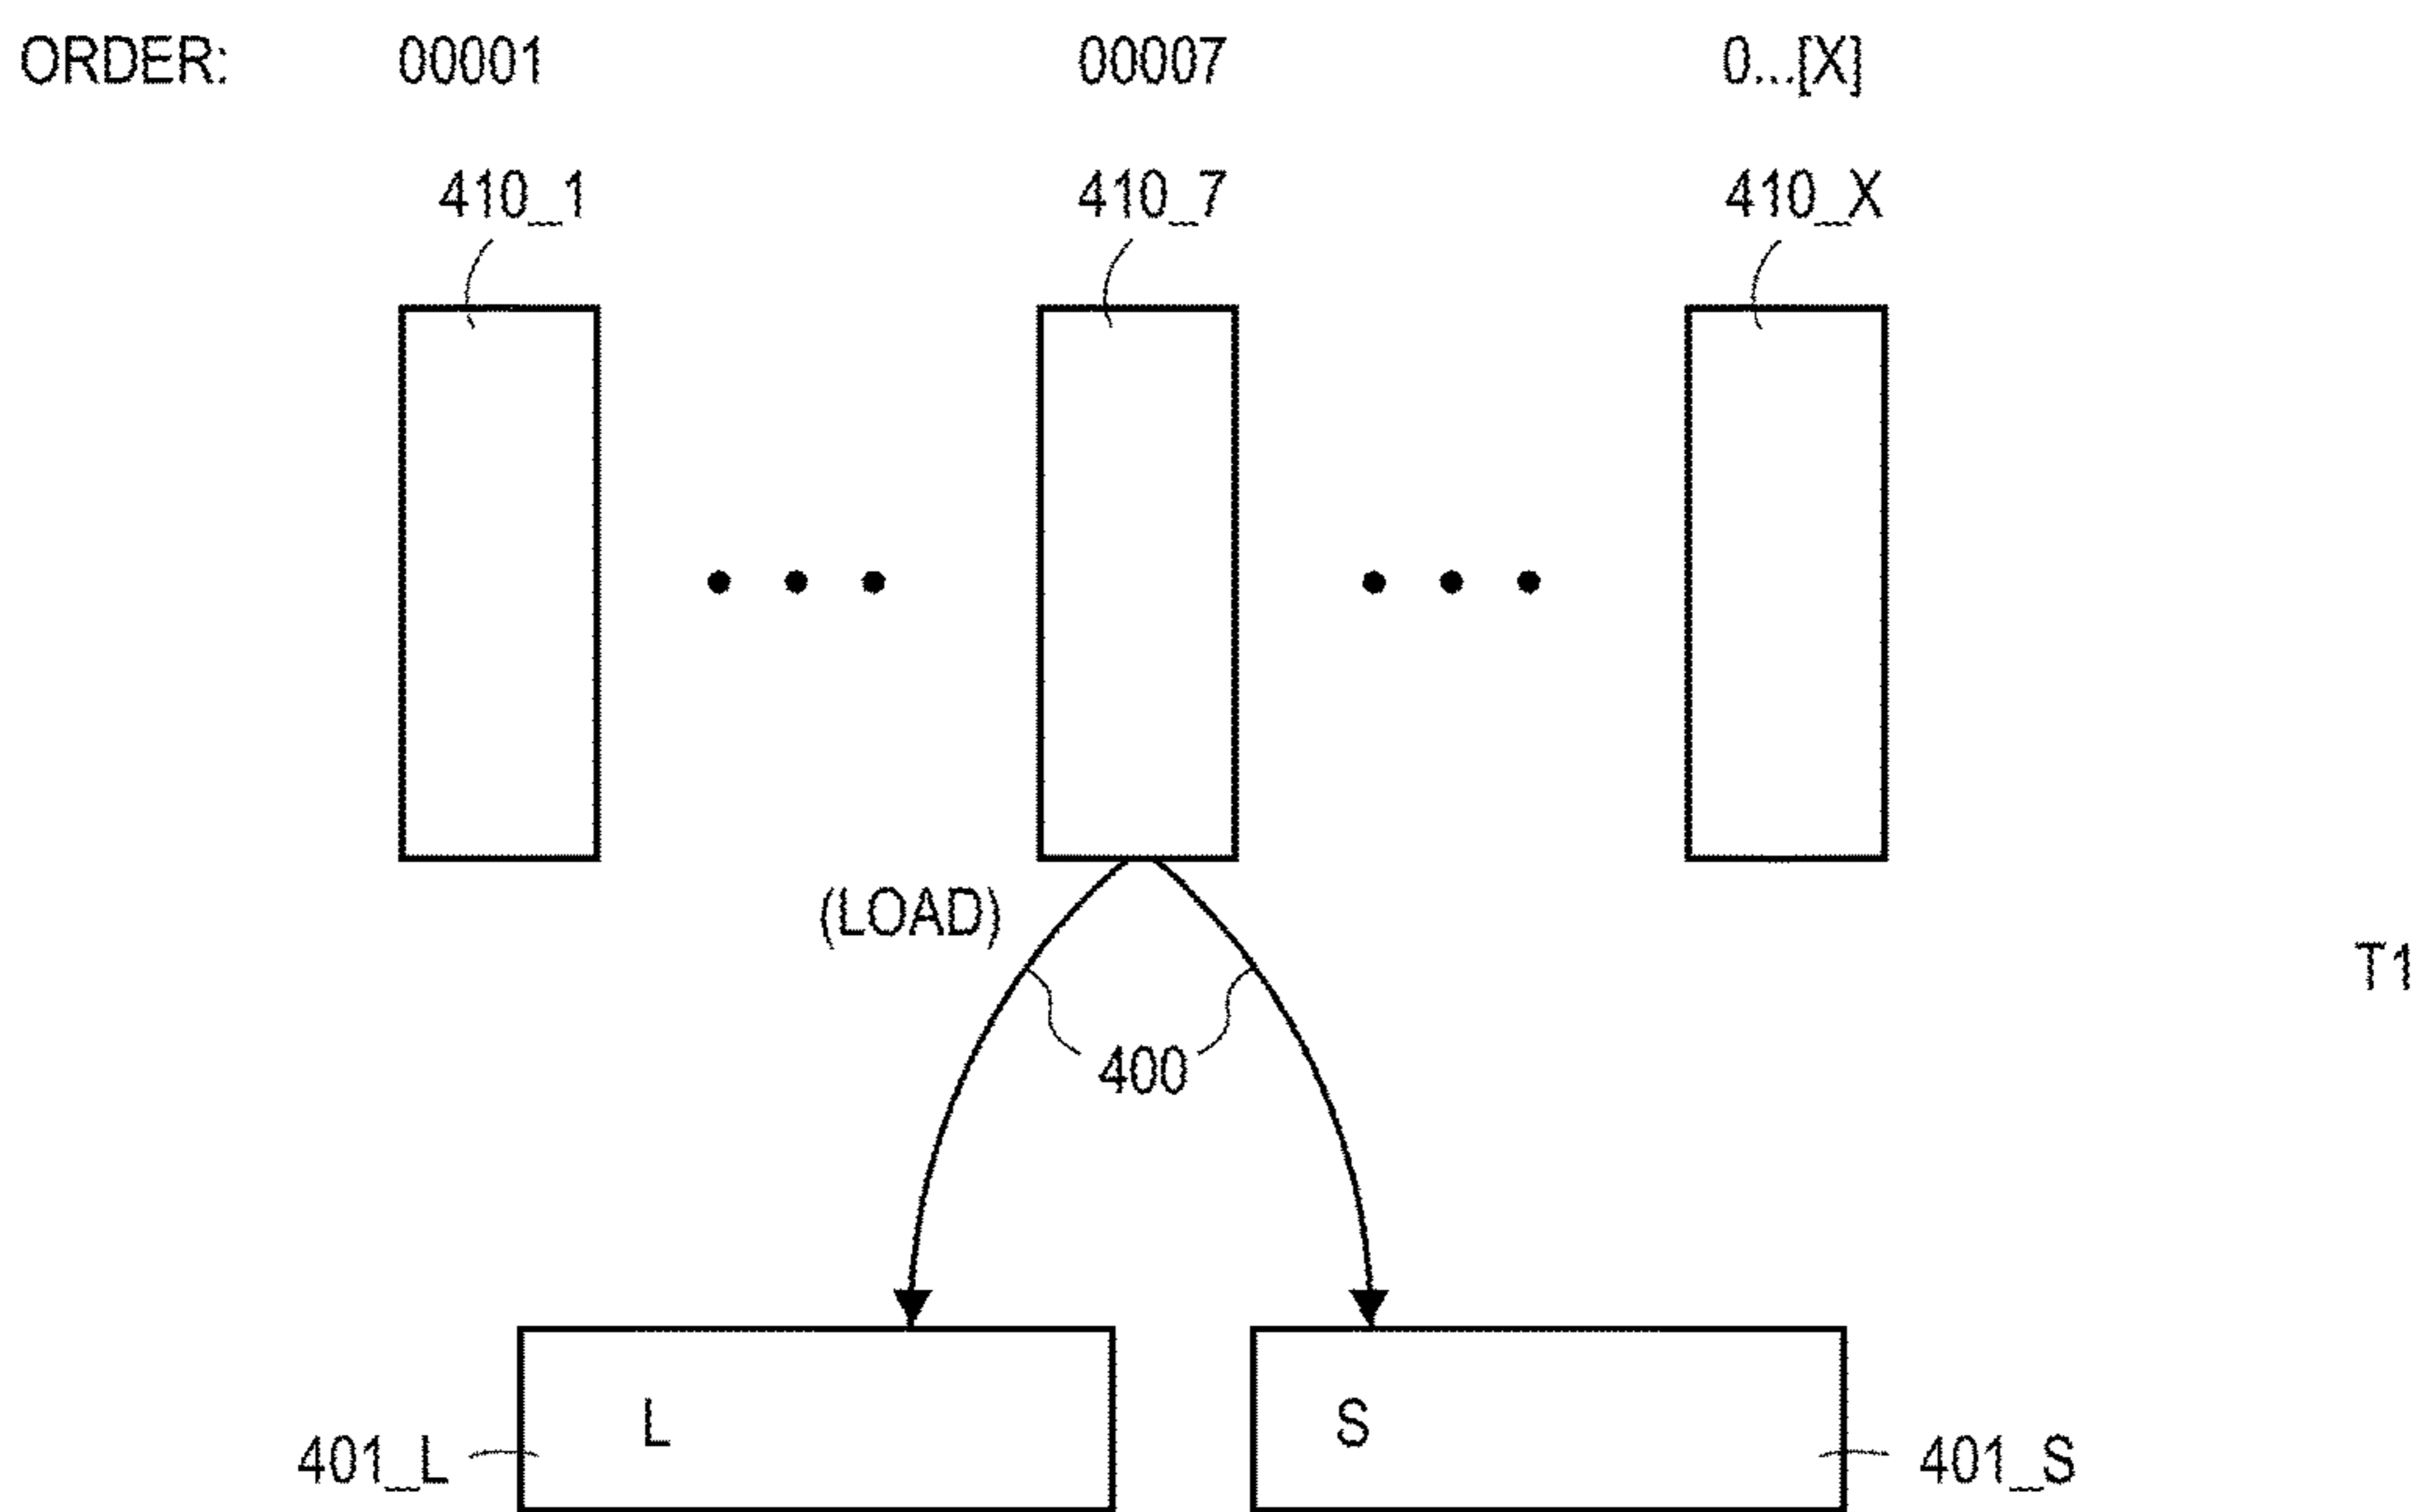 ORDER: 00001 00007 0...[X]
410_1 410_7 410_X
(LOAD)
T1
400
L S
401_L 401_S